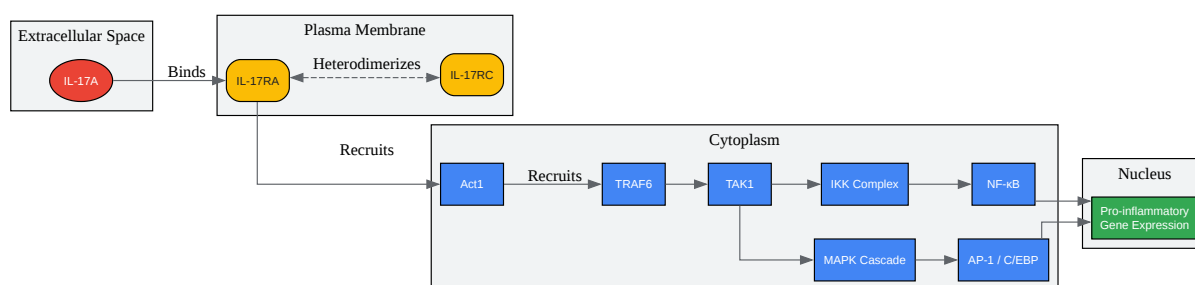 Extracellular Space
IL-17A
Binds
Plasma Membrane
IL-17RA
Heterodimerizes
IL-17RC
Recruits
Cytoplasm
Act1
Recruits
TRAF6
TAK1
IKK Complex
NF-κB
MAPK Cascade
AP-1 / C/EBP
Nucleus
Pro-inflammatory
Gene Expression